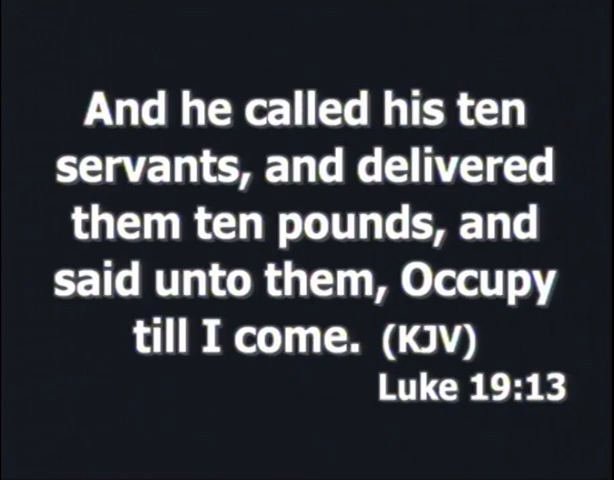 And he called his ten
servants, and delivered
them ten pounds, and
said unto them, Occupy
till I come. (KJV)
Luke 19:13